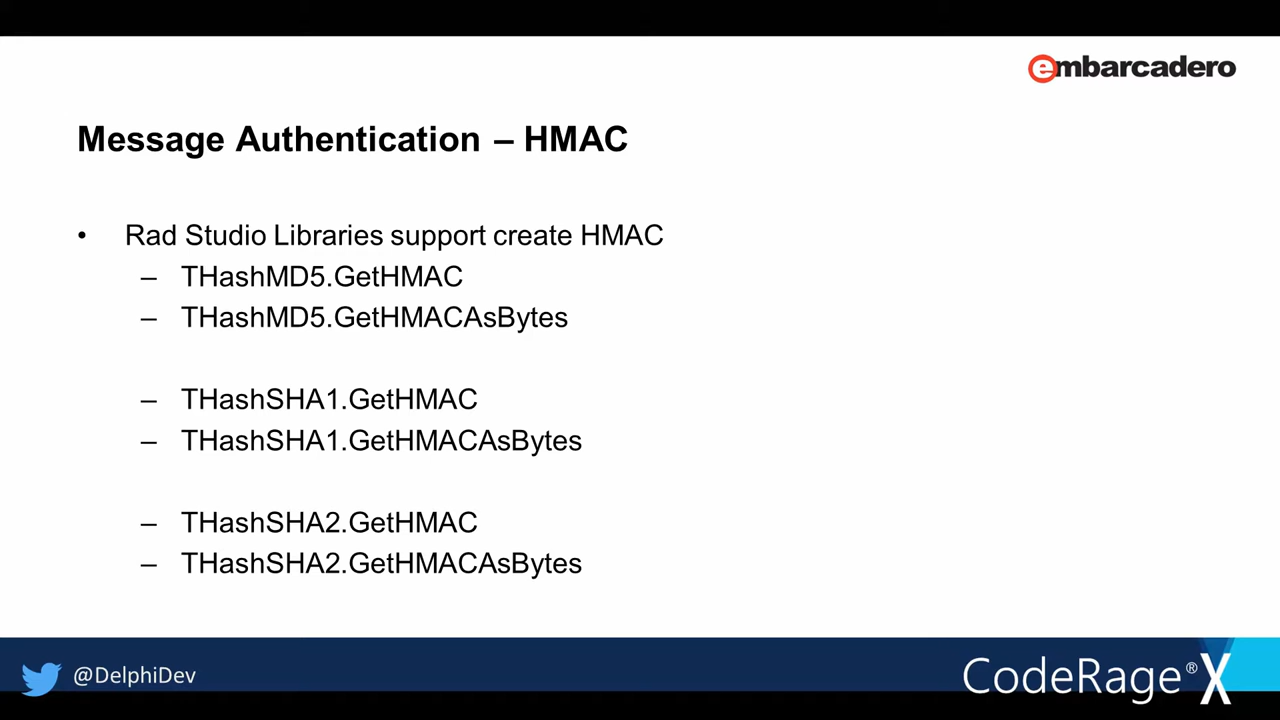 embarcadero
Message Authentication – HMAC
• Rad Studio Libraries support create HMAC
– THashMD5.GetHMAC
– THashMD5.GetHMACAsBytes
– THashSHA1.GetHMAC
– THashSHA1.GetHMACAsBytes
– THashSHA2.GetHMAC
– THashSHA2.GetHMACAsBytes
@DelphiDev
CodeRage® X